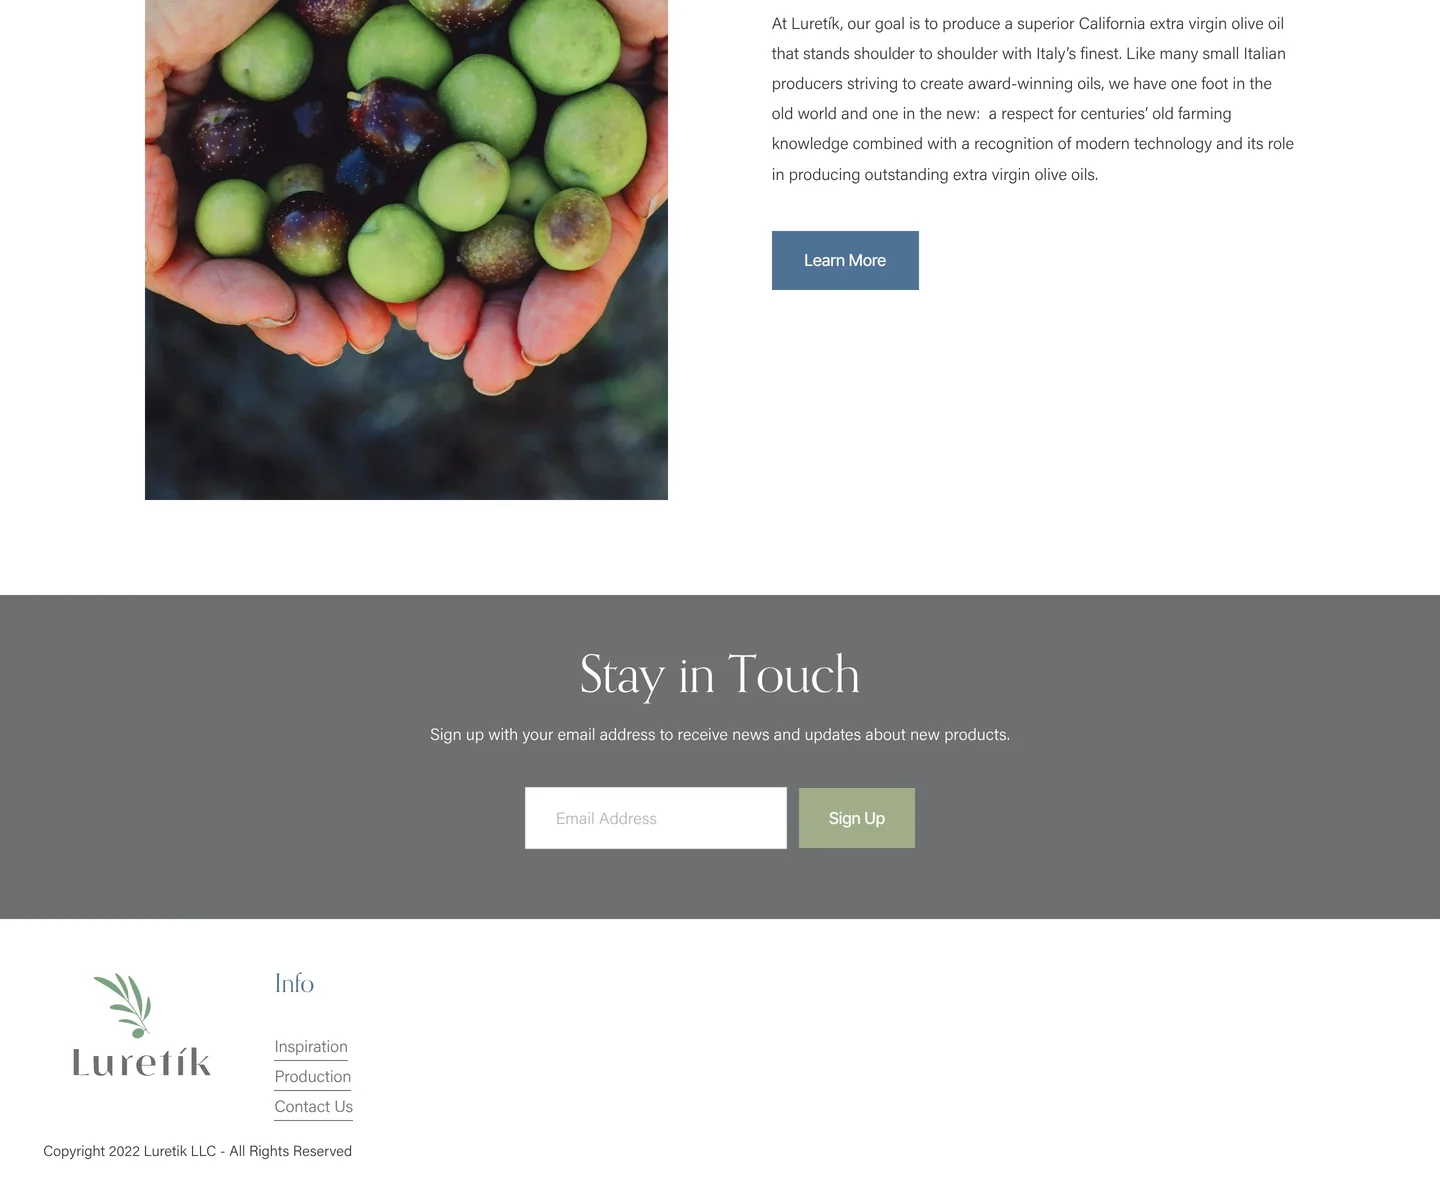 At Luretík, our goal is to produce a superior California extra virgin olive oil
that stands shoulder to shoulder with Italy’s finest. Like many small Italian
producers striving to create award-winning oils, we have one foot in the
old world and one in the new:  a respect for centuries’ old farming
knowledge combined with a recognition of modern technology and its role
in producing outstanding extra virgin olive oils.
Learn More
Stay in Touch
Sign up with your email address to receive news and updates about new products.
Email Address
Sign Up
Luretík
Info
Inspiration
Production
Contact Us
Copyright 2022 Luretik LLC - All Rights Reserved